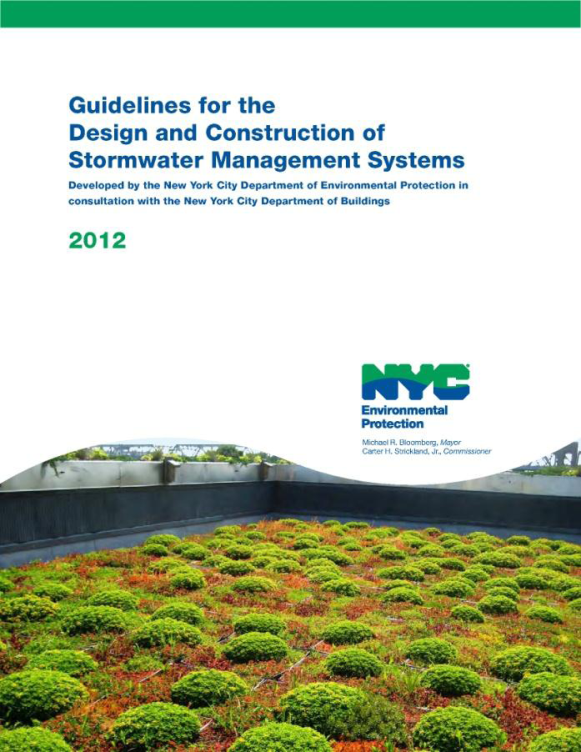 Guidelines for the
Design and Construction of
Stormwater Management Systems
Developed by the New York City Department of Environmental Protection in
consultation with the New York City Department of Buildings
2012
NYC®
Environmental
Protection
Michael R. Bloomberg, Mayor
Carter H. Strickland, Jr., Commissioner